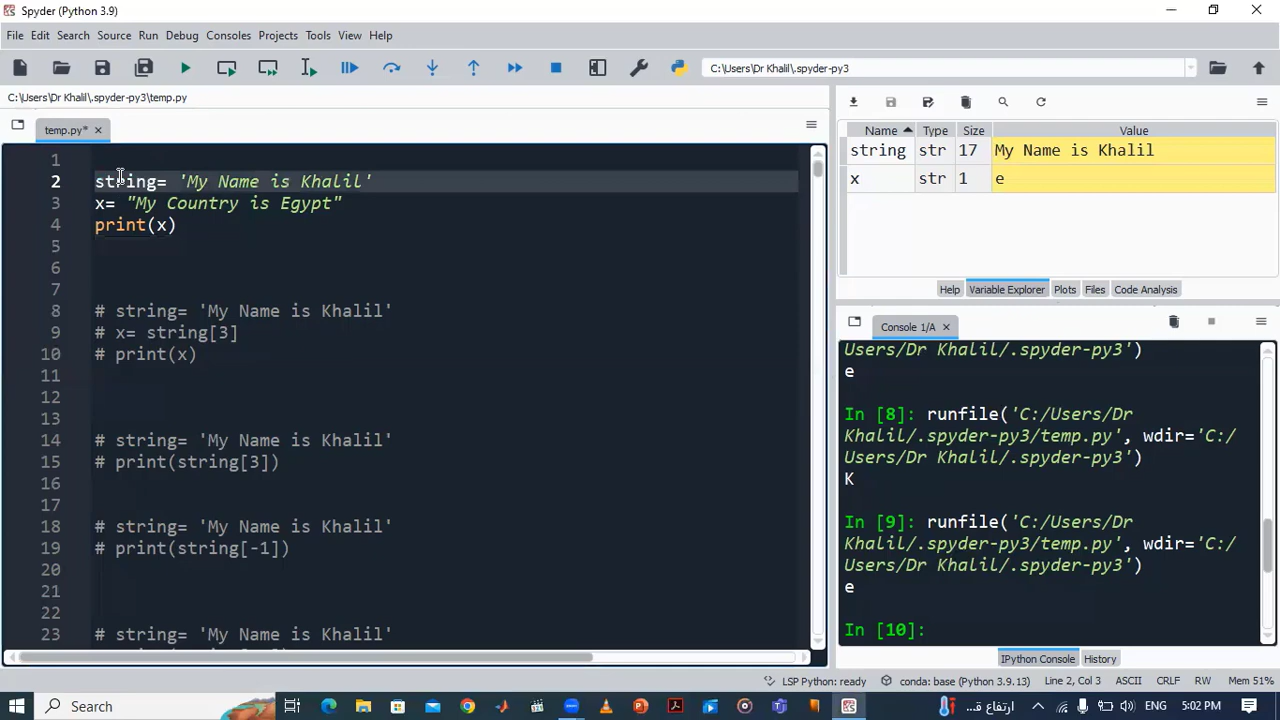 Spyder (Python 3.9)
File Edit Search Source Run Debug Consoles Projects Tools View Help
C:\Users\Dr Khalil\.spyder-py3
C:\Users\Dr Khalil\.spyder-py3\temp.py
temp.py*
1
2 string= 'My Name is Khalil'
3 x= "My Country is Egypt"
4 print(x)
5
6
7
8 # string= 'My Name is Khalil'
9 # x= string[3]
10 # print(x)
11
12
13
14 # string= 'My Name is Khalil'
15 # print(string[3])
16
17
18 # string= 'My Name is Khalil'
19 # print(string[-1])
20
21
22
23 # string= 'My Name is Khalil'
Name Type Size Value
string str 17 My Name is Khalil
x str 1 e
Help Variable Explorer Plots Files Code Analysis
Console 1/A
Users/Dr Khalil/.spyder-py3')
e
In [8]: runfile('C:/Users/Dr
Khalil/.spyder-py3/temp.py', wdir='C:/
Users/Dr Khalil/.spyder-py3')
K
In [9]: runfile('C:/Users/Dr
Khalil/.spyder-py3/temp.py', wdir='C:/
Users/Dr Khalil/.spyder-py3')
e
In [10]:
IPython Console History
LSP Python: ready conda: base (Python 3.9.13) Line 2, Col 3 ASCII CRLF RW Mem 51%
Search ارتفاع قـ... ENG 5:02 PM